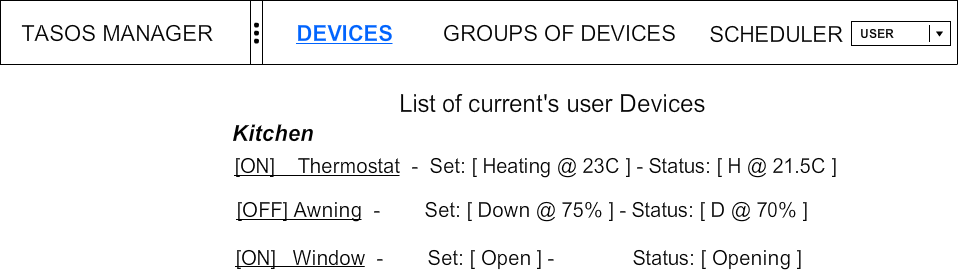 TASOS MANAGER DEVICES GROUPS OF DEVICES SCHEDULER USER
List of current's user Devices
Kitchen
[ON] Thermostat - Set: [ Heating @ 23C ] - Status: [ H @ 21.5C ]
[OFF] Awning - Set: [ Down @ 75% ] - Status: [ D @ 70% ]
[ON] Window - Set: [ Open ] - Status: [ Opening ]